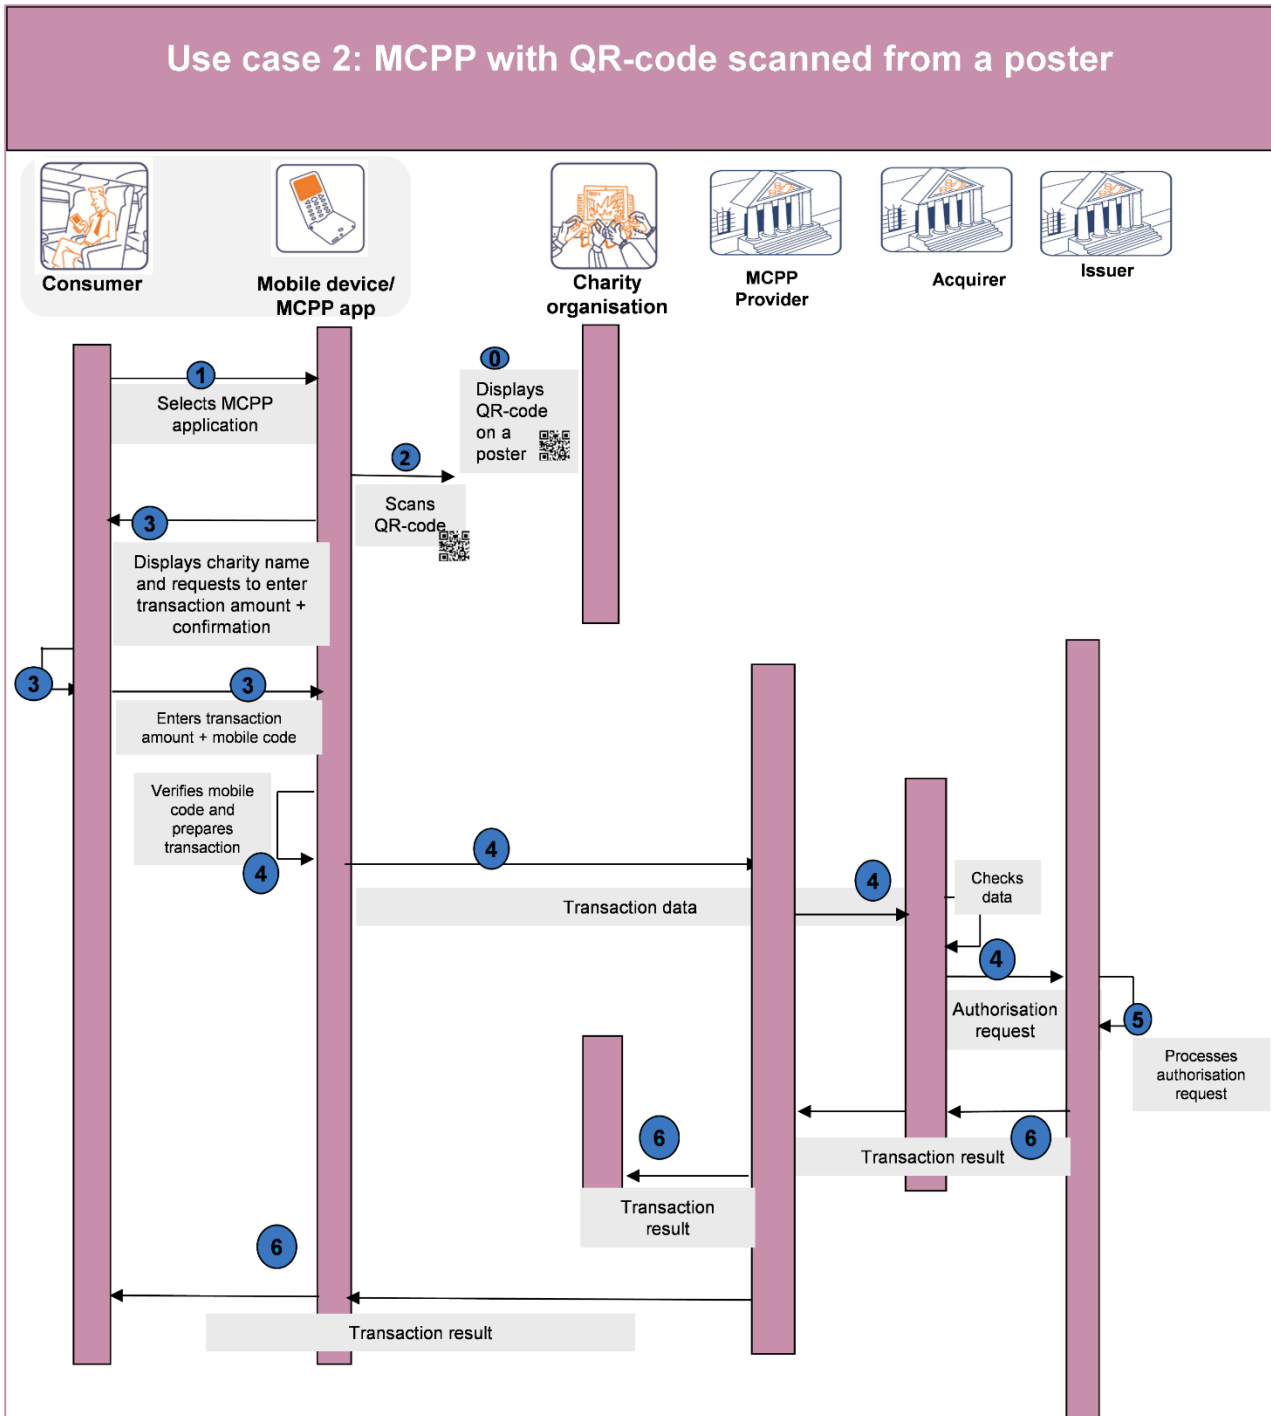 Use case 2: MCPP with QR-code scanned from a poster
Consumer
Mobile device/
MCPP app
Charity
organisation
MCPP
Provider
Acquirer
Issuer
0
Displays
QR-code
on a
poster
1
Selects MCPP
application
2
Scans
QR-code
3
Displays charity name
and requests to enter
transaction amount +
confirmation
3
3
Enters transaction
amount + mobile code
Verifies mobile
code and
prepares
transaction
4
4
Transaction data
4
Checks
data
4
Authorisation
request
5
Processes
authorisation
request
6
Transaction result
6
Transaction
result
6
Transaction result